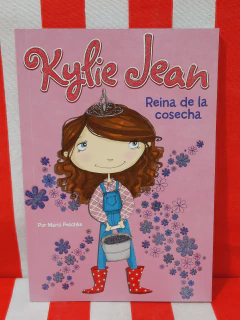 Kylie Jean
Reina de la
cosecha
Por Marci Peschke